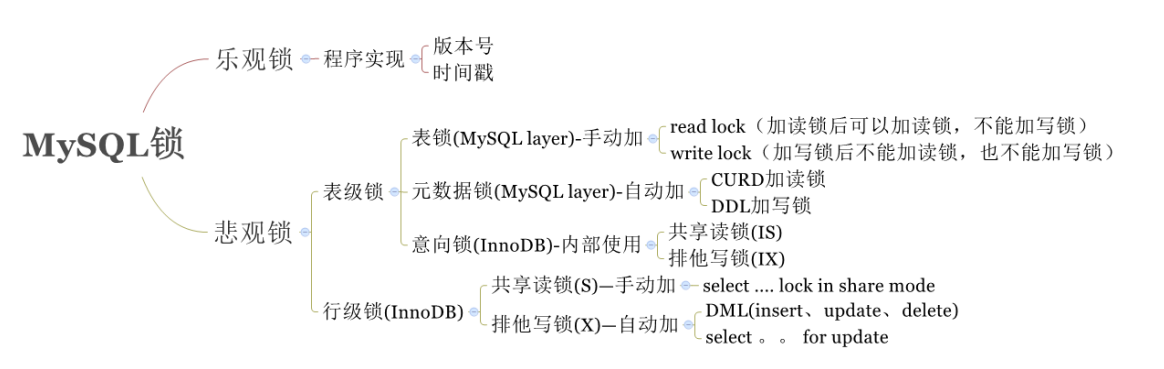 MySQL锁
乐观锁
程序实现
版本号
时间戳
悲观锁
表级锁
表锁(MySQL layer)-手动加
read lock（加读锁后可以加读锁，不能加写锁）
write lock（加写锁后不能加读锁，也不能加写锁）
元数据锁(MySQL layer)-自动加
CURD加读锁
DDL加写锁
意向锁(InnoDB)-内部使用
共享读锁(IS)
排他写锁(IX)
行级锁(InnoDB)
共享读锁(S)—手动加
select .... lock in share mode
排他写锁(X)—自动加
DML(insert、update、delete)
select 。。 for update